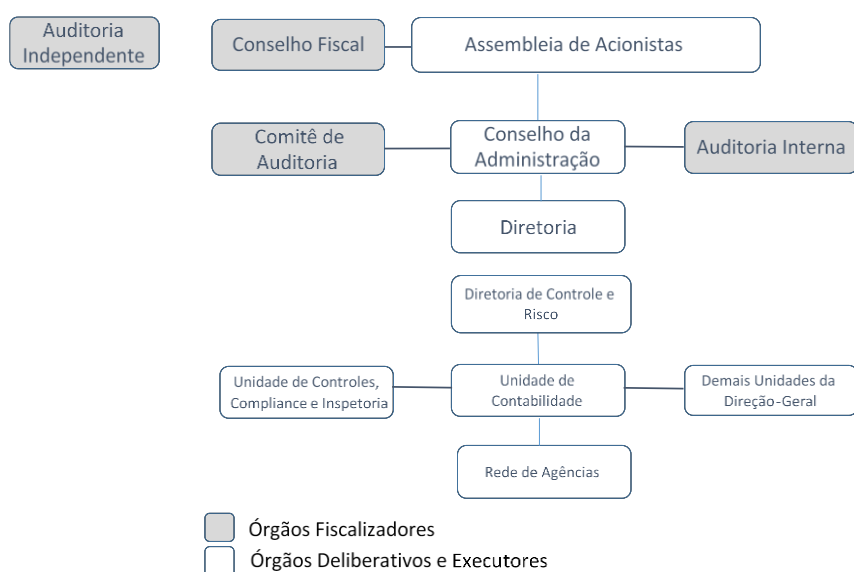 Auditoria
Independente
Conselho Fiscal
Assembleia de Acionistas
Comitê de
Auditoria
Conselho da
Administração
Auditoria Interna
Diretoria
Diretoria de Controle e
Risco
Unidade de Controles,
Compliance e Inspetoria
Unidade de
Contabilidade
Demais Unidades da
Direção-Geral
Rede de Agências
Órgãos Fiscalizadores
Órgãos Deliberativos e Executores